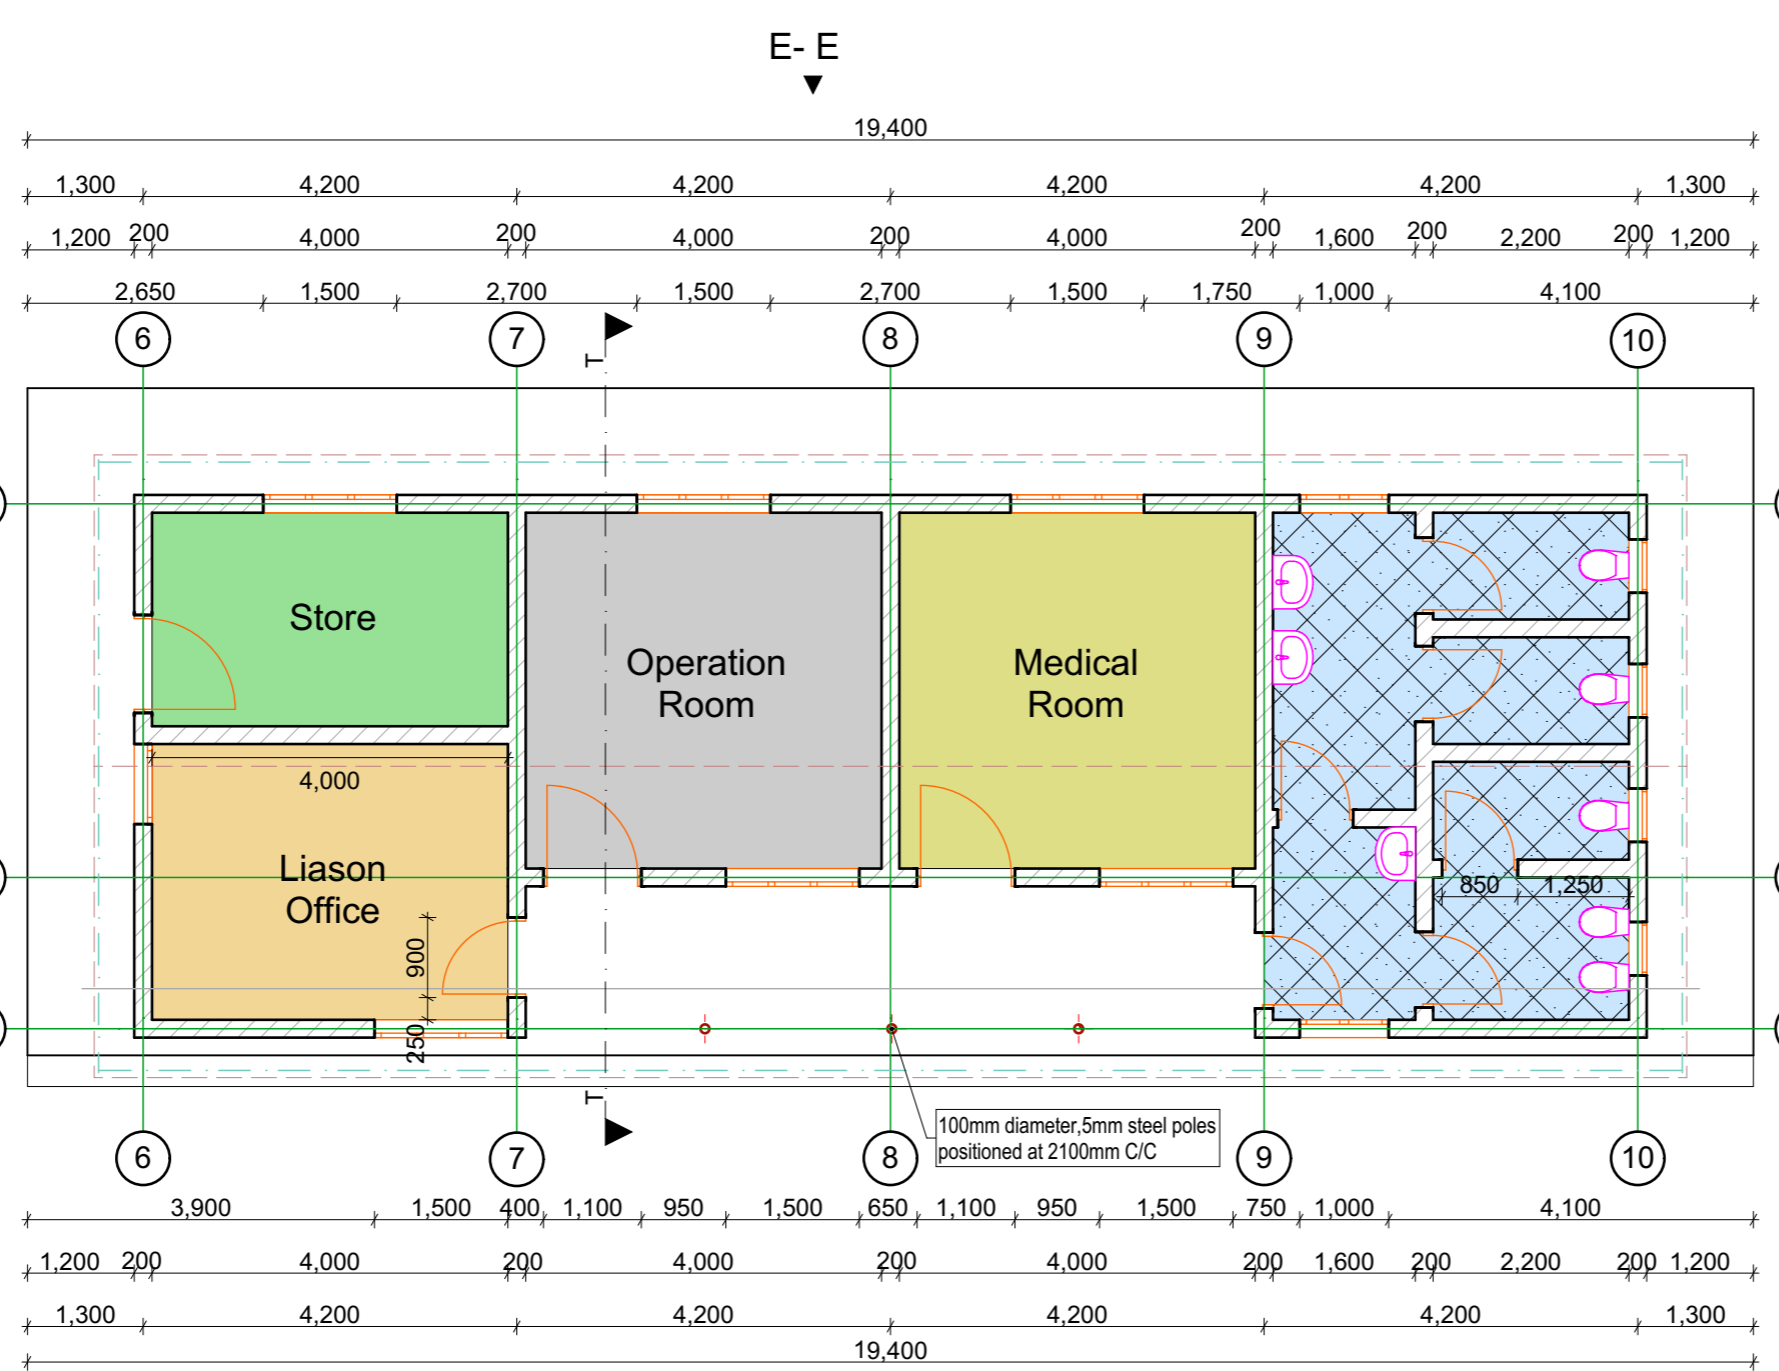 E- E
19,400
1,300 4,200 4,200 4,200 4,200 1,300
1,200 200 4,000 200 4,000 200 4,000 200 1,600 200 2,200 200 1,200
2,650 1,500 2,700 1,500 2,700 1,500 1,750 1,000 4,100
6 7 8 9 10
T
Store
Operation
Room
Medical
Room
4,000
Liason
Office
850 1,250
900
250
T
100mm diameter,5mm steel poles
positioned at 2100mm C/C
6 7 8 9 10
3,900 1,500 400 1,100 950 1,500 650 1,100 950 1,500 750 1,000 4,100
1,200 200 4,000 200 4,000 200 4,000 200 1,600 200 2,200 200 1,200
1,300 4,200 4,200 4,200 4,200 1,300
19,400